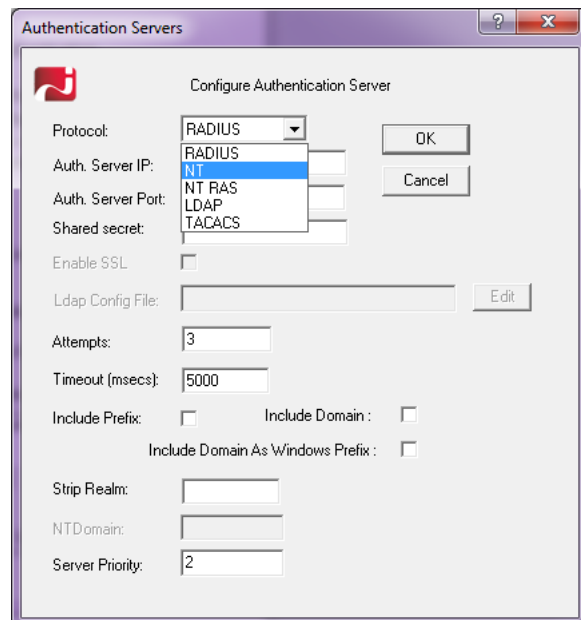 Authentication Servers
?
X
Configure Authentication Server
Protocol: RADIUS
OK
RADIUS
Auth. Server IP: NT
Cancel
NT RAS
Auth. Server Port: LDAP
Shared secret: TACACS
Enable SSL
Ldap Config File: Edit
Attempts: 3
Timeout (msecs): 5000
Include Prefix: Include Domain :
Include Domain As Windows Prefix :
Strip Realm:
NTDomain:
Server Priority: 2